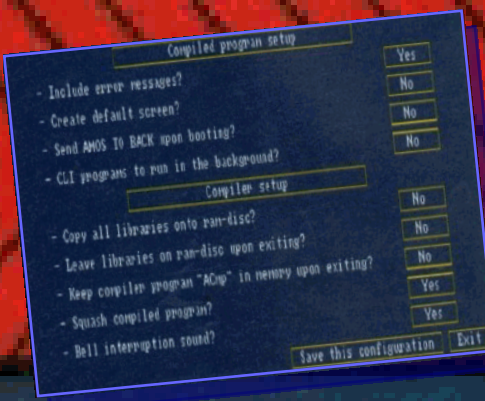 Compiled program setup
- Include error messages? Yes
- Create default screen? No
- Send AMOS TO BACK upon booting? No
- CLI programs to run in the background? No
Compiler setup
- Copy all libraries onto ram-disc? No
- Leave libraries on ram-disc upon exiting? No
- Keep compiler program "ACmp" in memory upon exiting? No
- Squash compiled program? Yes
- Bell interruption sound? Yes
Save this configuration Exit